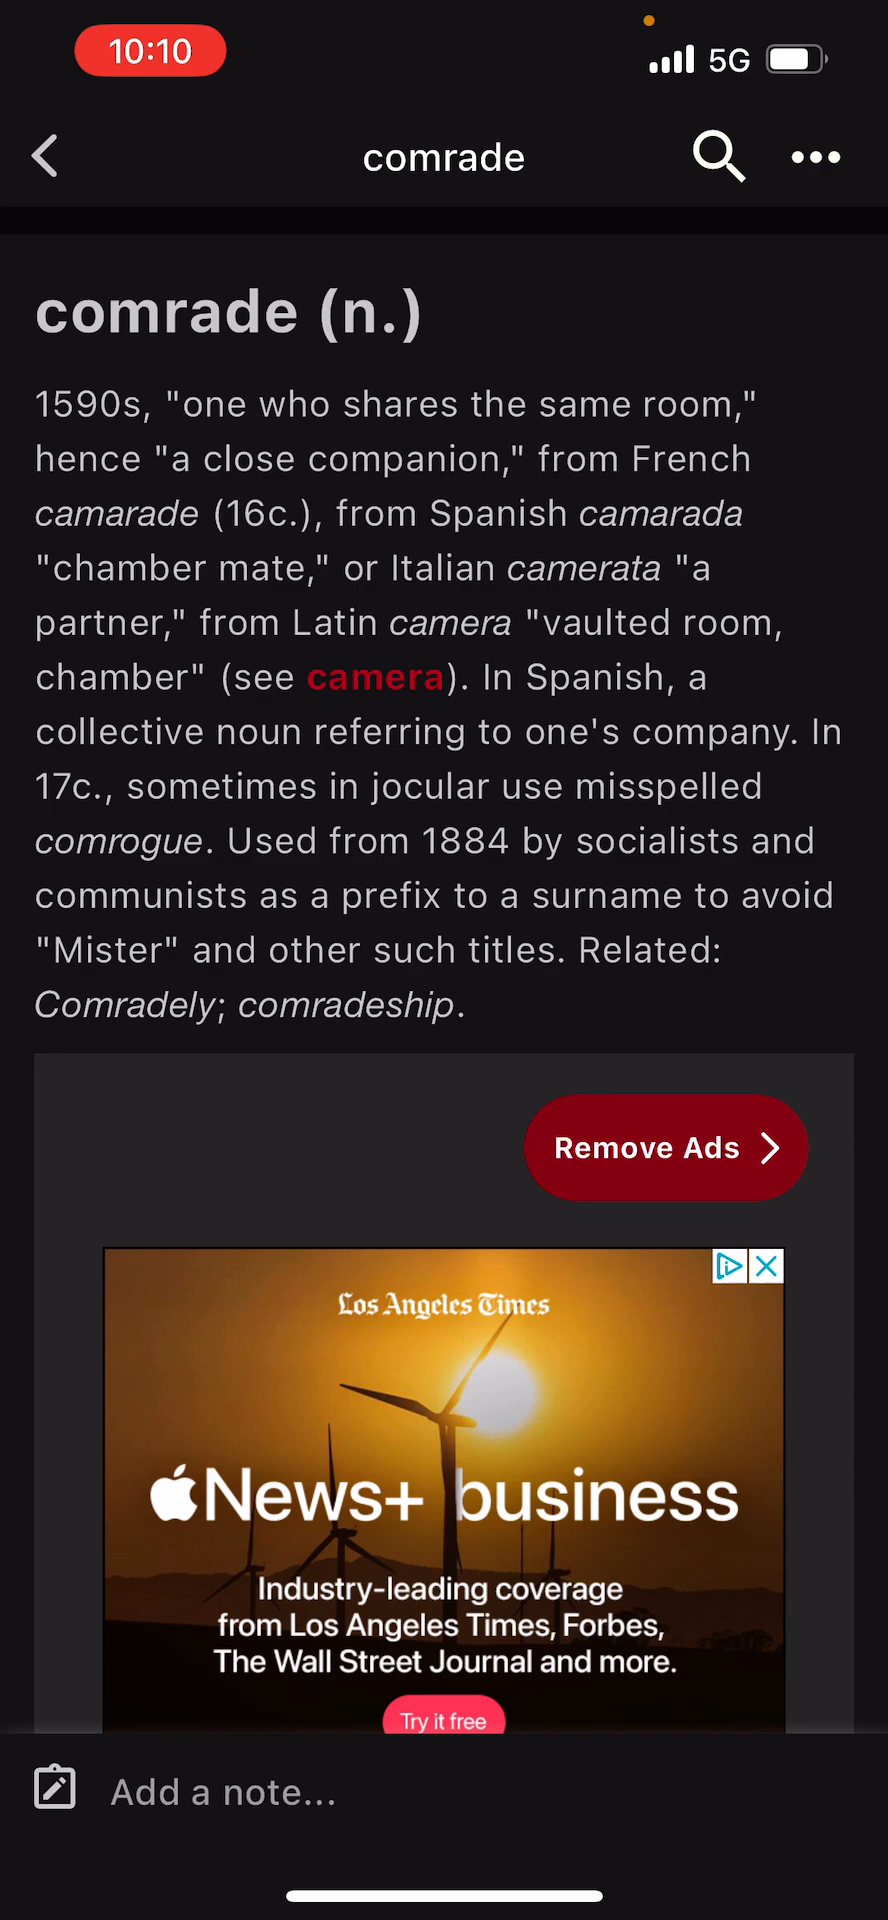 10:10
5G
comrade
comrade (n.)
1590s, "one who shares the same room,"
hence "a close companion," from French
camarade (16c.), from Spanish camarada
"chamber mate," or Italian camerata "a
partner," from Latin camera "vaulted room,
chamber" (see camera). In Spanish, a
collective noun referring to one's company. In
17c., sometimes in jocular use misspelled
comrogue. Used from 1884 by socialists and
communists as a prefix to a surname to avoid
"Mister" and other such titles. Related:
Comradely; comradeship.
Remove Ads
Los Angeles Times
News+ business
Industry-leading coverage
from Los Angeles Times, Forbes,
The Wall Street Journal and more.
Try it free
Add a note...